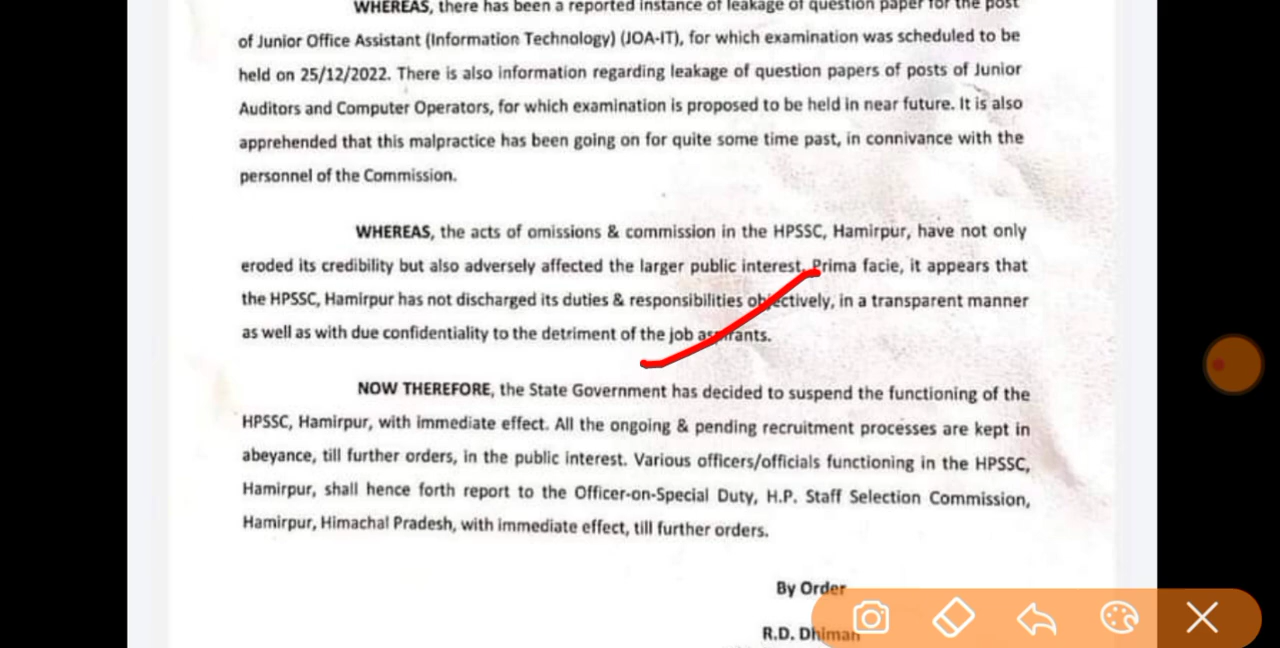 WHEREAS, there has been a reported instance of leakage of question paper for the post
of Junior Office Assistant (Information Technology) (JOA-IT), for which examination was scheduled to be
held on 25/12/2022. There is also information regarding leakage of question papers of posts of Junior
Auditors and Computer Operators, for which examination is proposed to be held in near future. It is also
apprehended that this malpractice has been going on for quite some time past, in connivance with the
personnel of the Commission.
WHEREAS, the acts of omissions & commission in the HPSSC, Hamirpur, have not only
eroded its credibility but also adversely affected the larger public interest. Prima facie, it appears that
the HPSSC, Hamirpur has not discharged its duties & responsibilities objectively, in a transparent manner
as well as with due confidentiality to the detriment of the job aspirants.
NOW THEREFORE, the State Government has decided to suspend the functioning of the
HPSSC, Hamirpur, with immediate effect. All the ongoing & pending recruitment processes are kept in
abeyance, till further orders, in the public interest. Various officers/officials functioning in the HPSSC,
Hamirpur, shall hence forth report to the Officer-on-Special Duty, H.P. Staff Selection Commission,
Hamirpur, Himachal Pradesh, with immediate effect, till further orders.
By Order
R.D. Dhiman